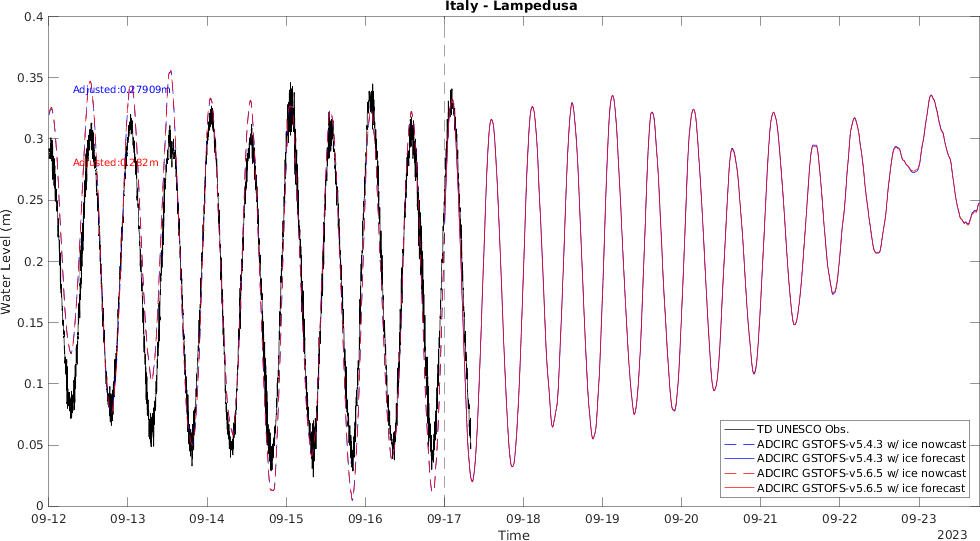 Italy - Lampedusa
0.4
0.35
0.3
0.25
0.2
0.15
0.1
0.05
0
Water Level (m)
Adjusted:0.27909m
Adjusted:0.282m
TD UNESCO Obs.
ADCIRC GSTOFS-v5.4.3 w/ ice nowcast
ADCIRC GSTOFS-v5.4.3 w/ ice forecast
ADCIRC GSTOFS-v5.6.5 w/ ice nowcast
ADCIRC GSTOFS-v5.6.5 w/ ice forecast
09-12 09-13 09-14 09-15 09-16 09-17 09-18 09-19 09-20 09-21 09-22 09-23
Time
2023